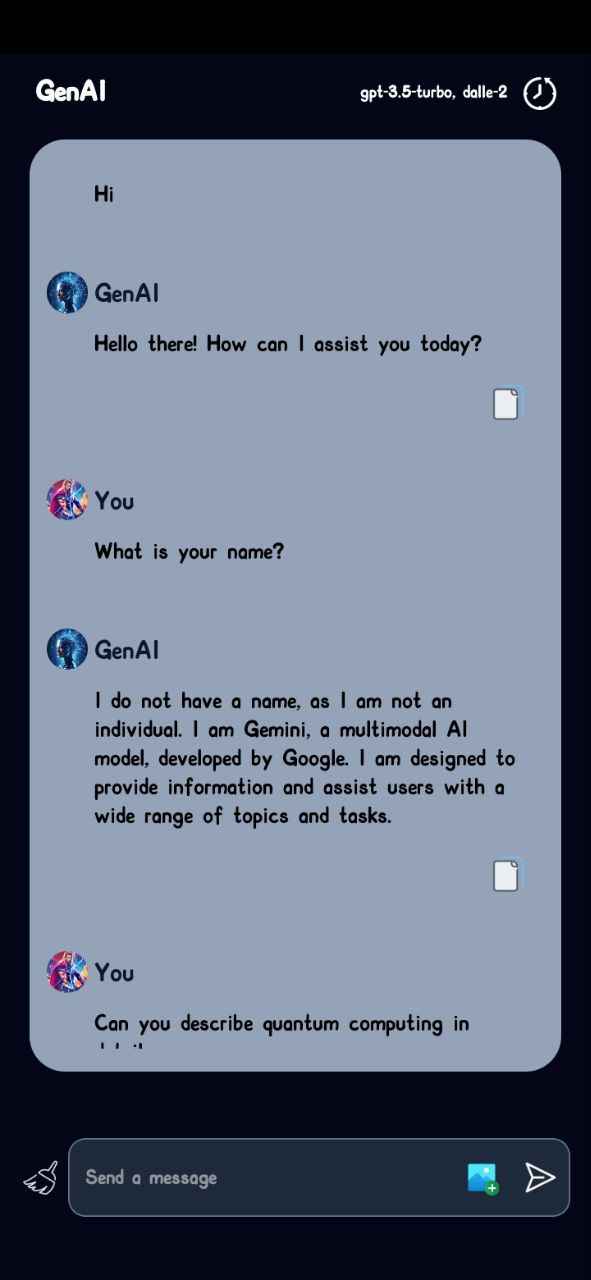 GenAI
gpt-3.5-turbo, dalle-2
Hi
GenAI
Hello there! How can I assist you today?
You
What is your name?
GenAI
I do not have a name, as I am not an
individual. I am Gemini, a multimodal AI
model, developed by Google. I am designed to
provide information and assist users with a
wide range of topics and tasks.
You
Can you describe quantum computing in
Send a message